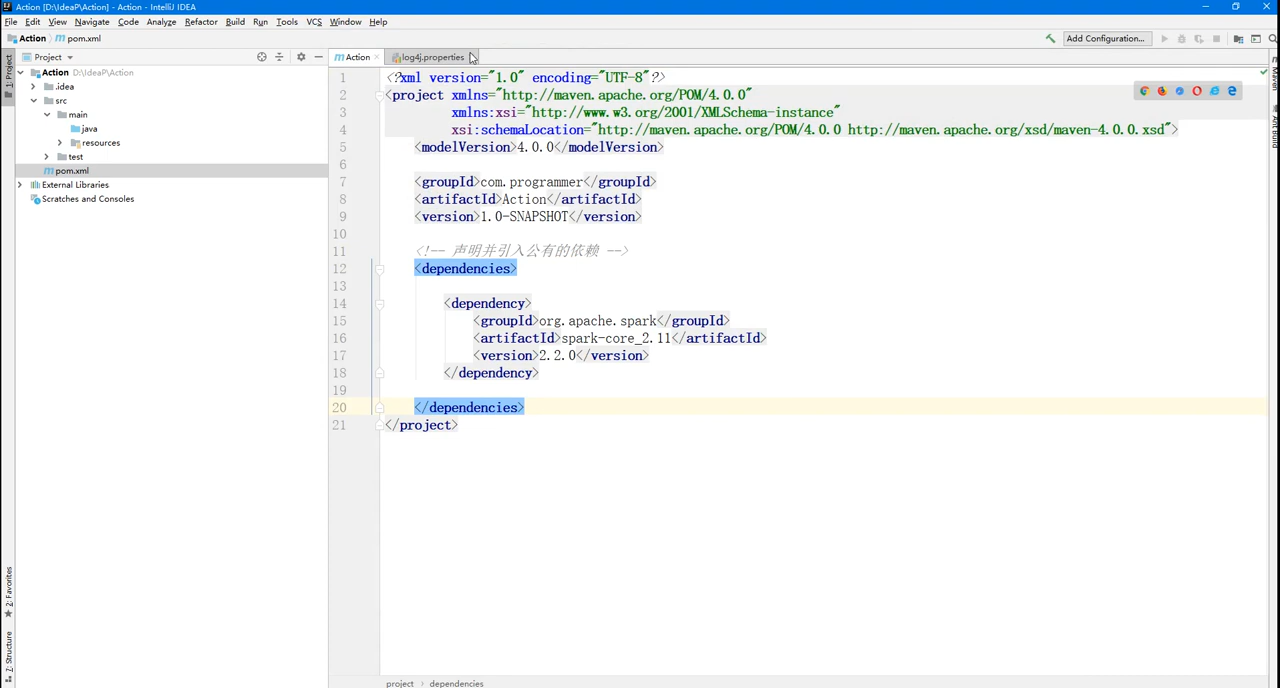 Action [D:\IdeaP\Action] - Action - IntelliJ IDEA
File Edit View Navigate Code Analyze Refactor Build Run Tools VCS Window Help
Action pom.xml
Add Configuration...
Project
Action
log4j.properties
1: Project
Action D:\IdeaP\Action
.idea
src
main
java
resources
test
pom.xml
External Libraries
Scratches and Consoles
1 <?xml version="1.0" encoding="UTF-8"?>
2 <project xmlns="http://maven.apache.org/POM/4.0.0"
3 xmlns:xsi="http://www.w3.org/2001/XMLSchema-instance"
4 xsi:schemaLocation="http://maven.apache.org/POM/4.0.0 http://maven.apache.org/xsd/maven-4.0.0.xsd">
5 <modelVersion>4.0.0</modelVersion>
6
7 <groupId>com.programmer</groupId>
8 <artifactId>Action</artifactId>
9 <version>1.0-SNAPSHOT</version>
10
11 <!-- 声明并引入公有的依赖 -->
12 <dependencies>
13
14 <dependency>
15 <groupId>org.apache.spark</groupId>
16 <artifactId>spark-core_2.11</artifactId>
17 <version>2.2.0</version>
18 </dependency>
19
20 </dependencies>
21 </project>
2: Favorites
7: Structure
project › dependencies